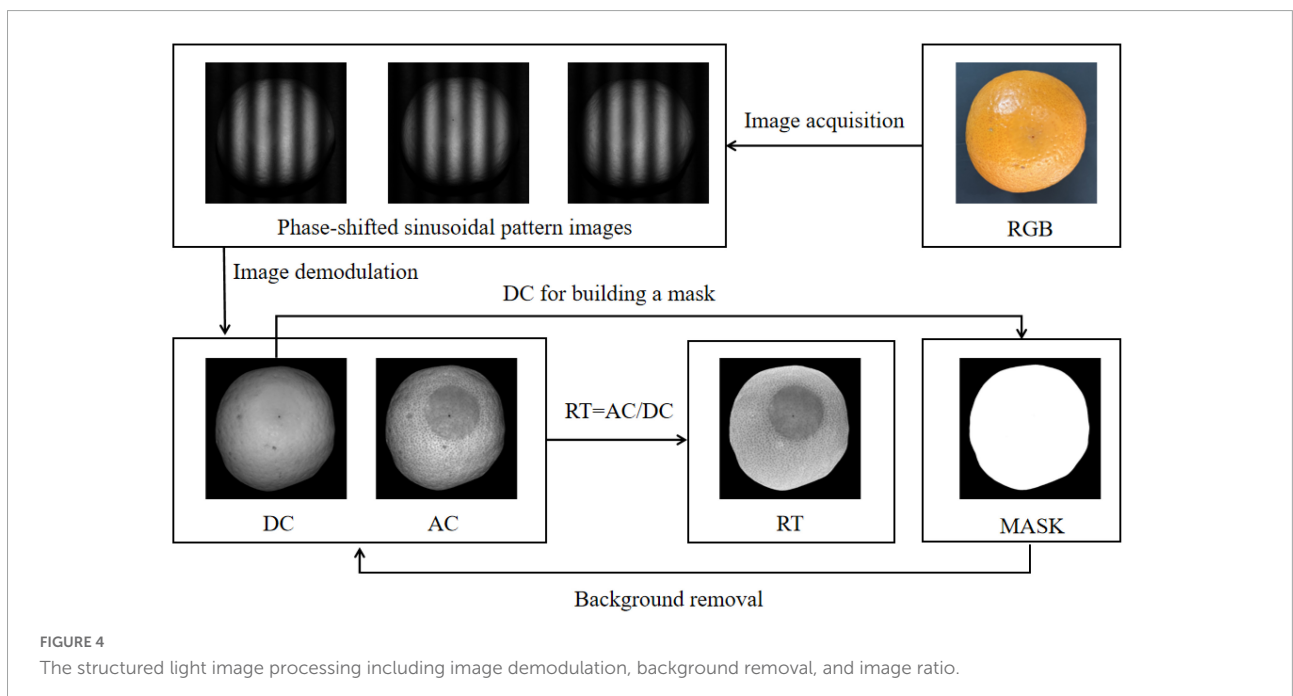 Image acquisition
Phase-shifted sinusoidal pattern images
RGB
Image demodulation
DC for building a mask
RT=AC/DC
DC
AC
RT
MASK
Background removal
FIGURE 4
The structured light image processing including image demodulation, background removal, and image ratio.